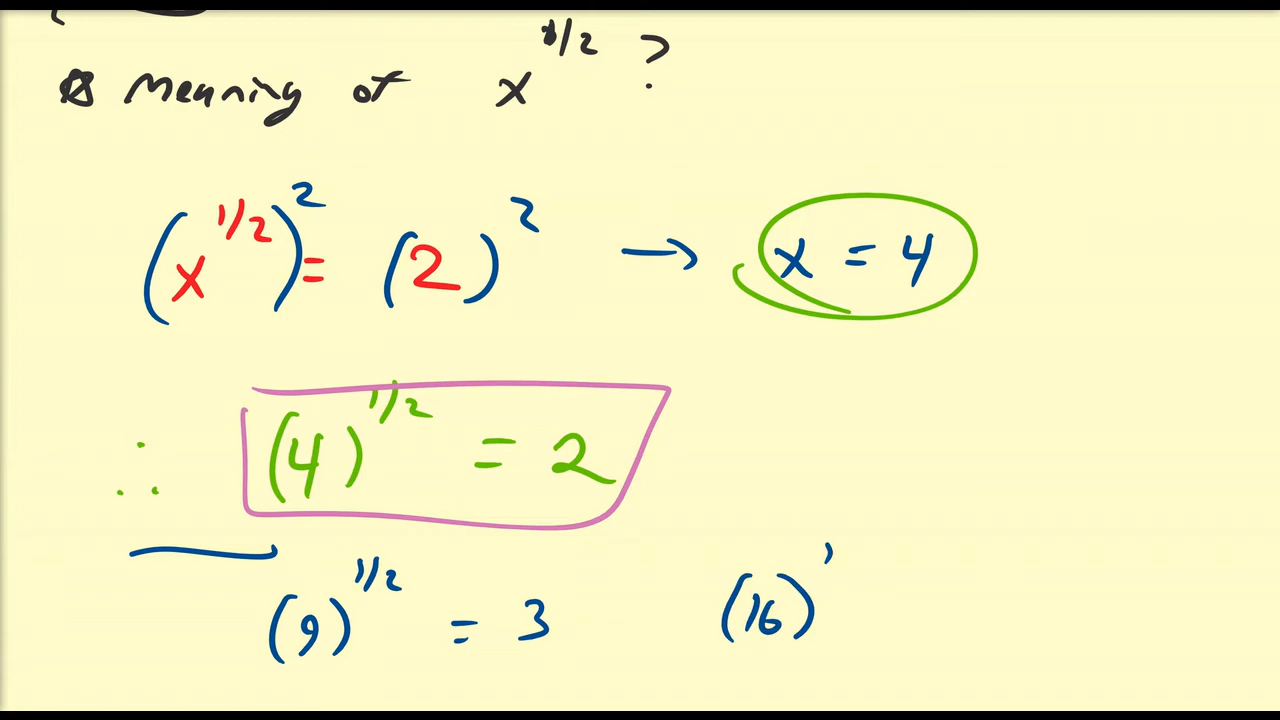 Meaning of x^{1/2} ?
(x^{1/2})^2 = (2)^2 → x = 4
∴ (4)^{1/2} = 2
(9)^{1/2} = 3 (16)^{'}